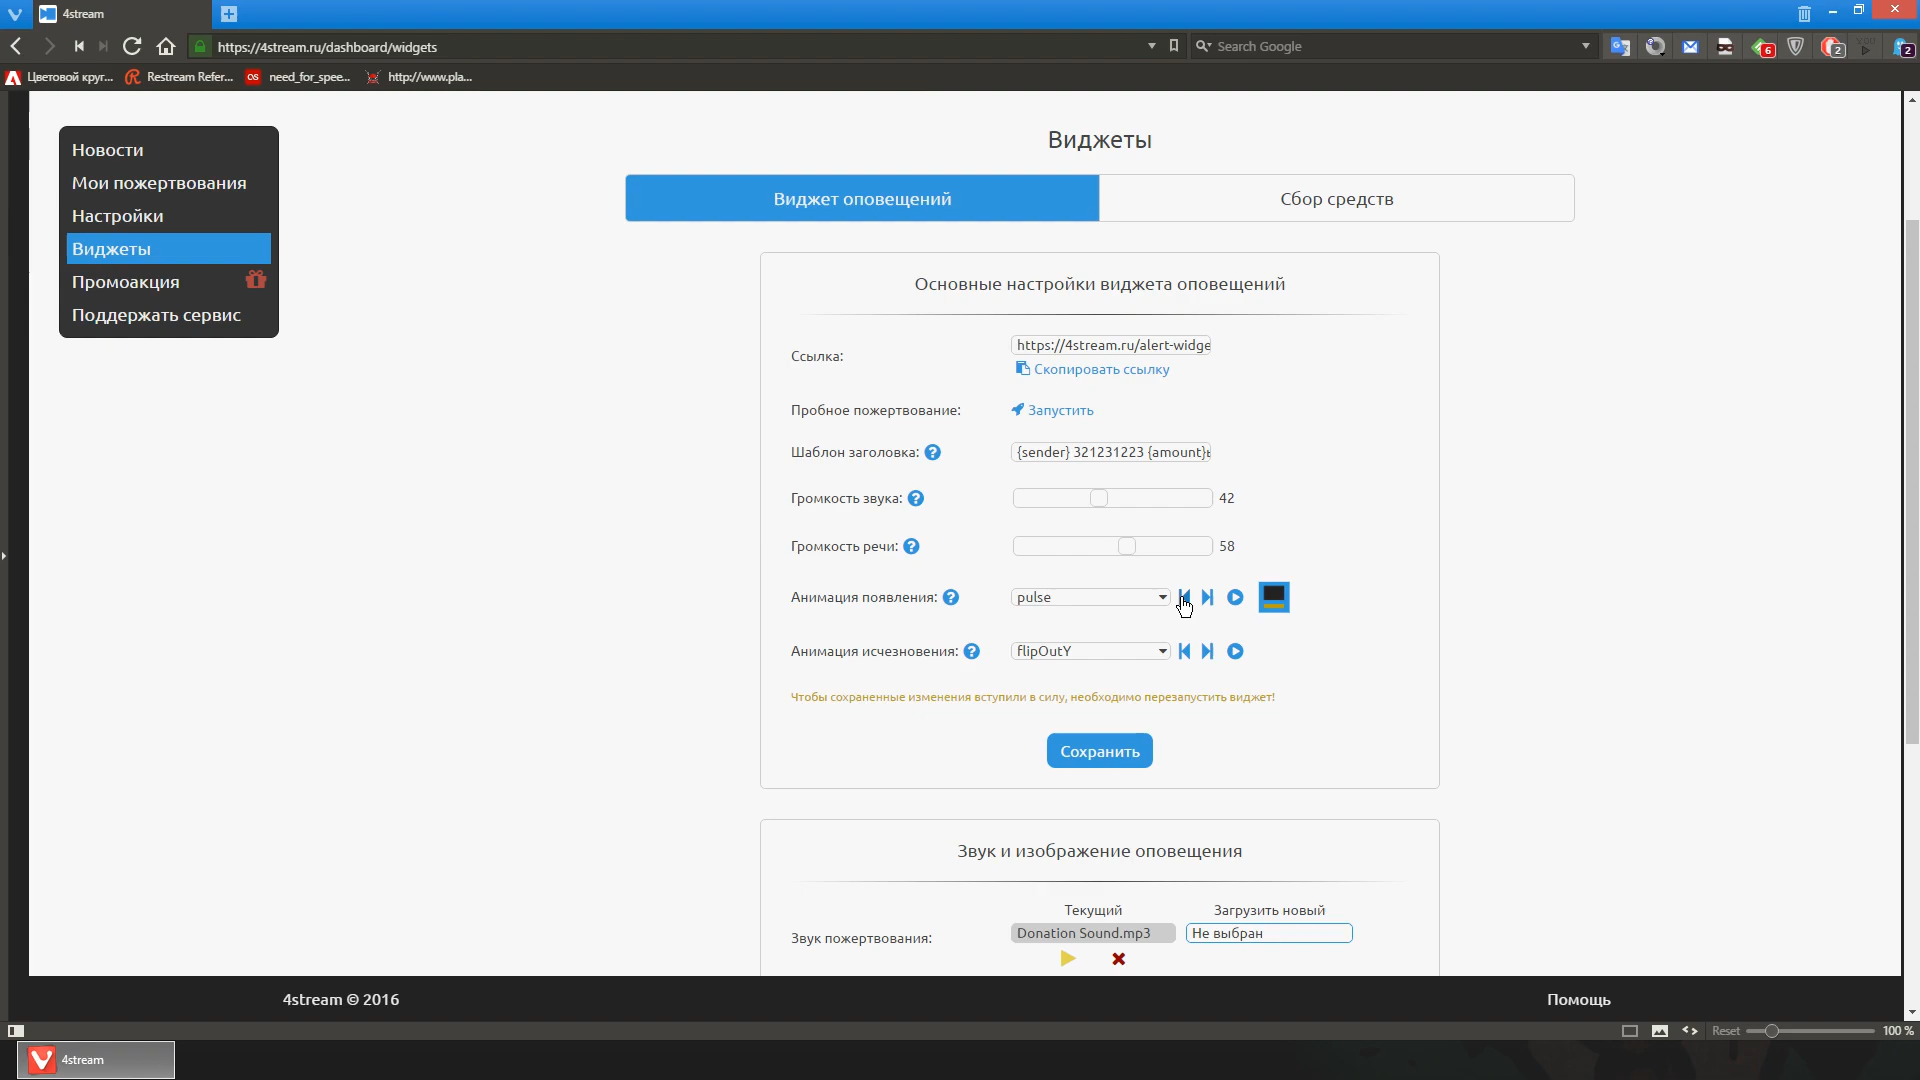 4stream
https://4stream.ru/dashboard/widgets
Search Google
6
2
2
Цветовой круг...
Restream Refer...
need_for_spee...
http://www.pla...
Новости
Мои пожертвования
Настройки
Виджеты
Промоакция
Поддержать сервис
Виджеты
Виджет оповещений
Сбор средств
Основные настройки виджета оповещений
Ссылка:
https://4stream.ru/alert-widge
Скопировать ссылку
Пробное пожертвование:
Запустить
Шаблон заголовка:
{sender} 321231223 {amount}
Громкость звука:
42
Громкость речи:
58
Анимация появления:
pulse
Анимация исчезновения:
flipOutY
Чтобы сохраненные изменения вступили в силу, необходимо перезапустить виджет!
Сохранить
Звук и изображение оповещения
Текущий
Загрузить новый
Звук пожертвования:
Donation Sound.mp3
Не выбран
4stream © 2016
Помощь
Reset
100 %
4stream